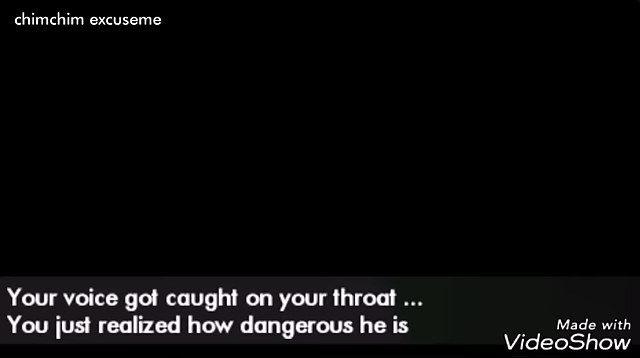 chimchim excuseme
Your voice got caught on your throat ...
You just realized how dangerous he is
Made with
VideoShow